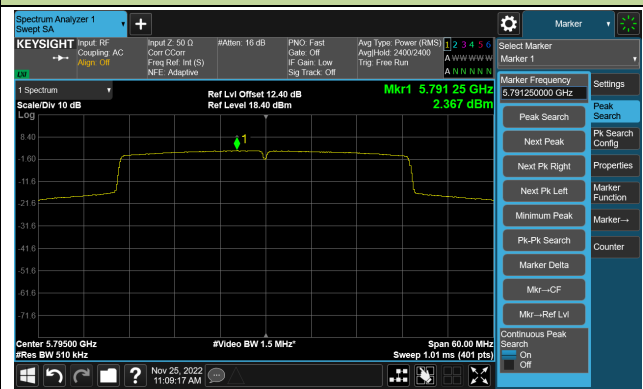 Spectrum Analyzer 1
Swept SA
Marker
KEYSIGHT
Input: RF
Coupling: AC
Align: Off
Input Z: 50 Ω
Corr CCorr
Freq Ref: Int (S)
NFE: Adaptive
#Atten: 16 dB
PNO: Fast
Gate: Off
IF Gain: Low
Sig Track: Off
Avg Type: Power (RMS)
Avg|Hold: 2400/2400
Trig: Free Run
1 2 3 4 5 6
A W W W W W
A N N N N N
LXI
Select Marker
Marker 1
1 Spectrum
Scale/Div 10 dB
Ref Lvl Offset 12.40 dB
Ref Level 18.40 dBm
Mkr1 5.791 25 GHz
2.367 dBm
Log
8.40
-1.60
-11.6
-21.6
-31.6
-41.6
-51.6
-61.6
-71.6
1
Center 5.79500 GHz
#Res BW 510 kHz
#Video BW 1.5 MHz*
Span 60.00 MHz
Sweep 1.01 ms (401 pts)
Marker Frequency
5.791250000 GHz
Peak Search
Next Peak
Next Pk Right
Next Pk Left
Minimum Peak
Pk-Pk Search
Marker Delta
Mkr→CF
Mkr→Ref Lvl
Continuous Peak
Search
On
Off
Settings
Peak
Search
Pk Search
Config
Properties
Marker
Function
Marker→
Counter
Nov 25, 2022
11:09:17 AM